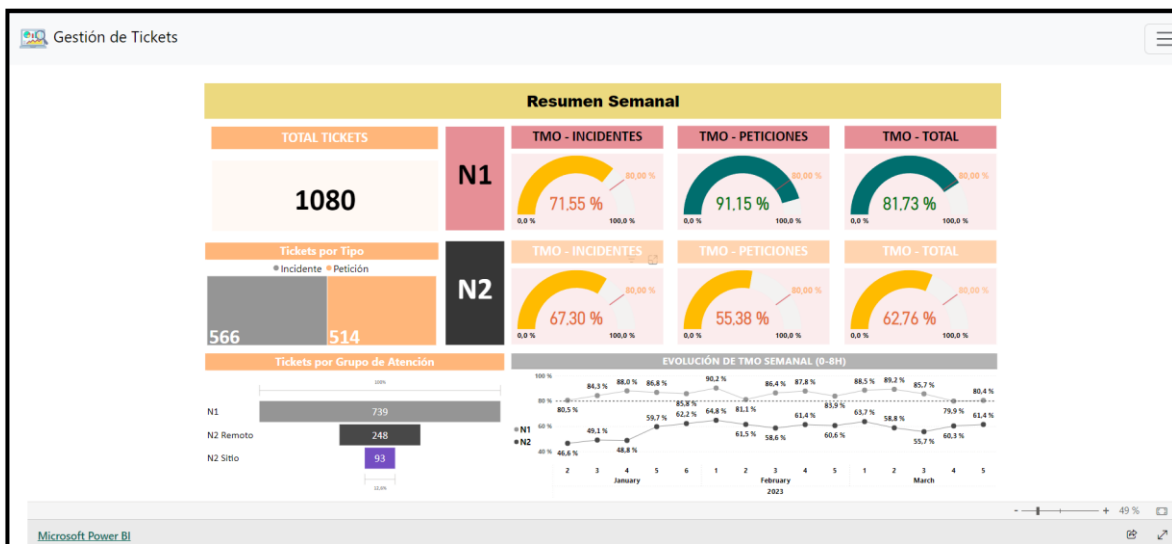 Gestión de Tickets
Resumen Semanal
TOTAL TICKETS
1080
N1
TMO - INCIDENTES
80,00 %
71,55 %
0,0 %
100,0 %
TMO - PETICIONES
80,00 %
91,15 %
0,0 %
100,0 %
TMO - TOTAL
80,00 %
81,73 %
0,0 %
100,0 %
Tickets por Tipo
Incidente Petición
566 514
N2
TMO - INCIDENTES
80,00 %
67,30 %
0,0 %
100,0 %
TMO - PETICIONES
80,00 %
55,38 %
0,0 %
100,0 %
TMO - TOTAL
80,00 %
62,76 %
0,0 %
100,0 %
Tickets por Grupo de Atención
100%
N1 739
N2 Remoto 248
N2 Sitio 93
12,6%
EVOLUCIÓN DE TMO SEMANAL (0-8H)
100 %
80 %
60 %
40 %
N1
N2
80,5 % 84,3 % 88,0 % 86,8 % 85,8 % 90,2 % 81,1 % 86,4 % 87,8 % 83,9 % 88,5 % 89,2 % 85,7 % 79,9 % 80,4 %
46,6 % 49,1 % 48,8 % 59,7 % 62,2 % 64,8 % 61,5 % 58,6 % 61,4 % 60,6 % 63,7 % 58,8 % 55,7 % 60,3 % 61,4 %
2 3 4 5 6 1 2 3 4 5 1 2 3 4 5
January February March
2023
- + 49 %
Microsoft Power BI